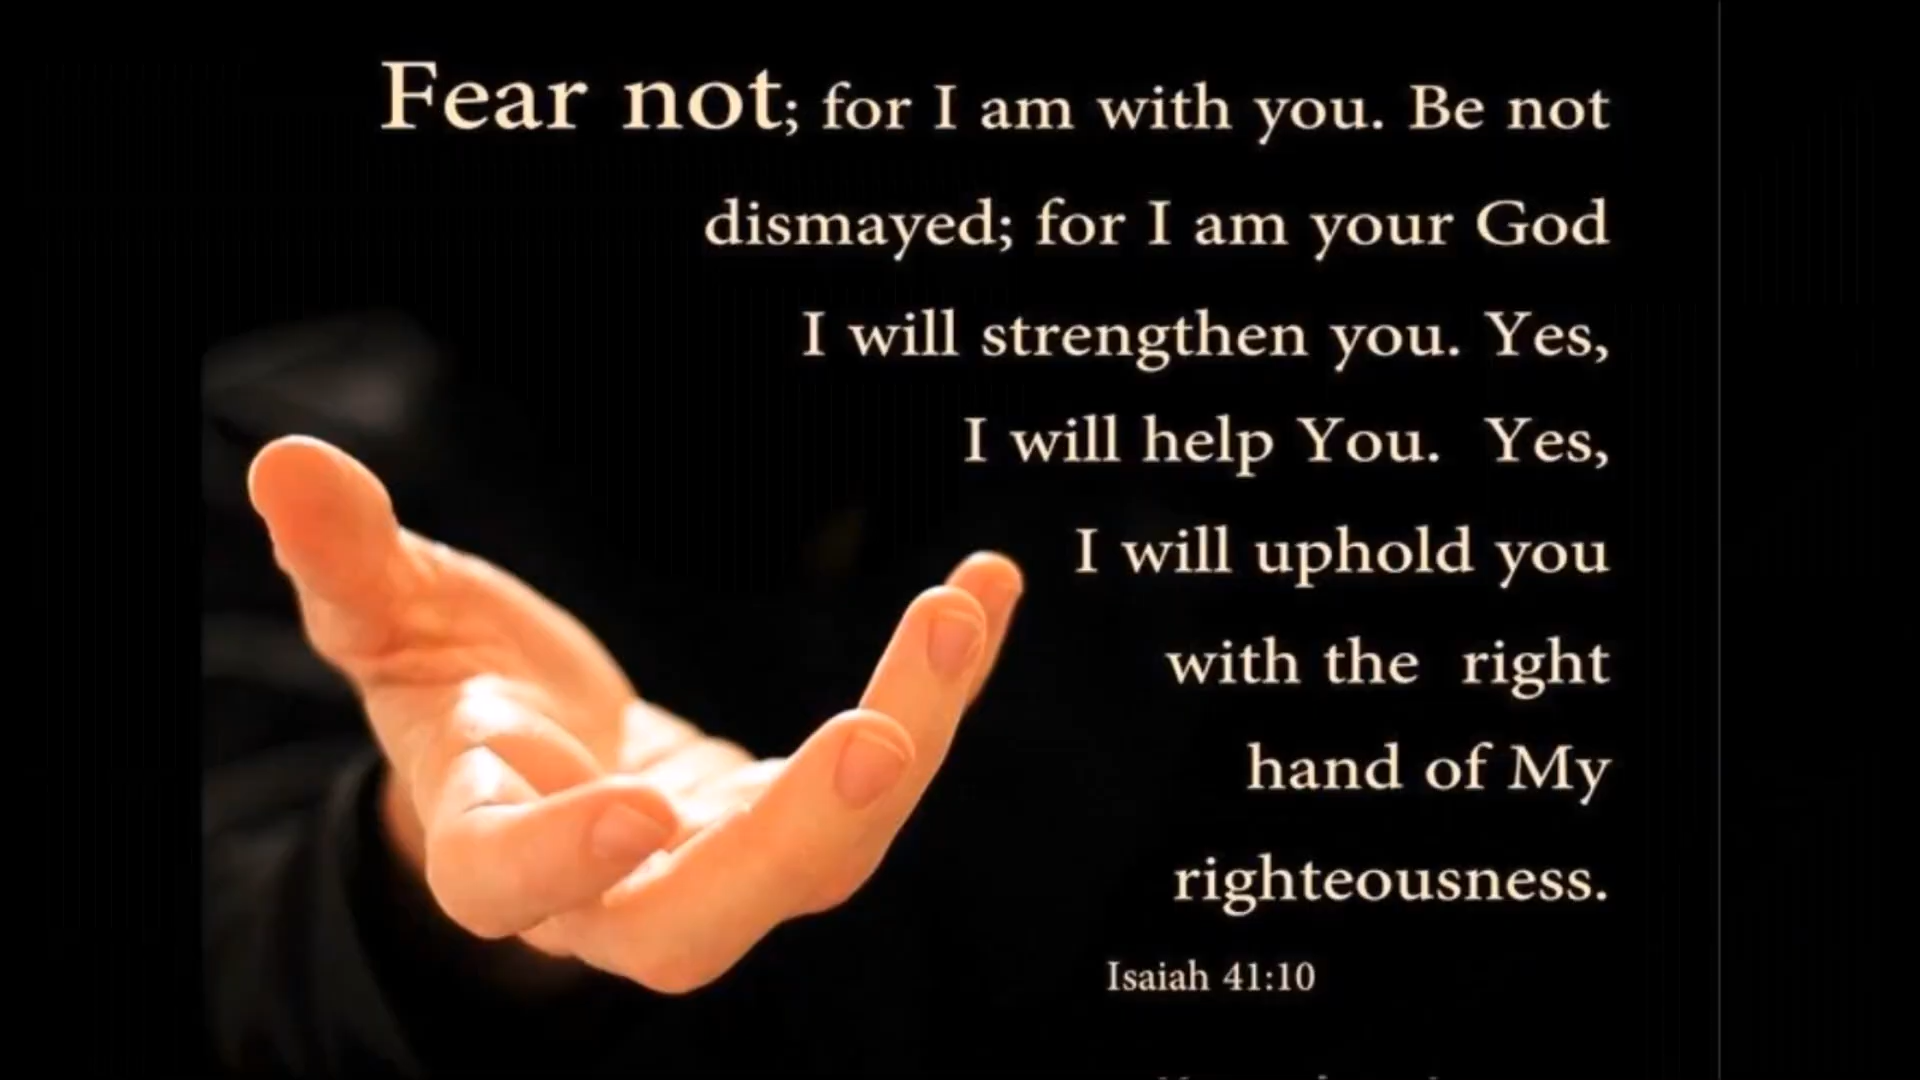 Fear not; for I am with you. Be not
dismayed; for I am your God
I will strengthen you. Yes,
I will help You. Yes,
I will uphold you
with the right
hand of My
righteousness.
Isaiah 41:10